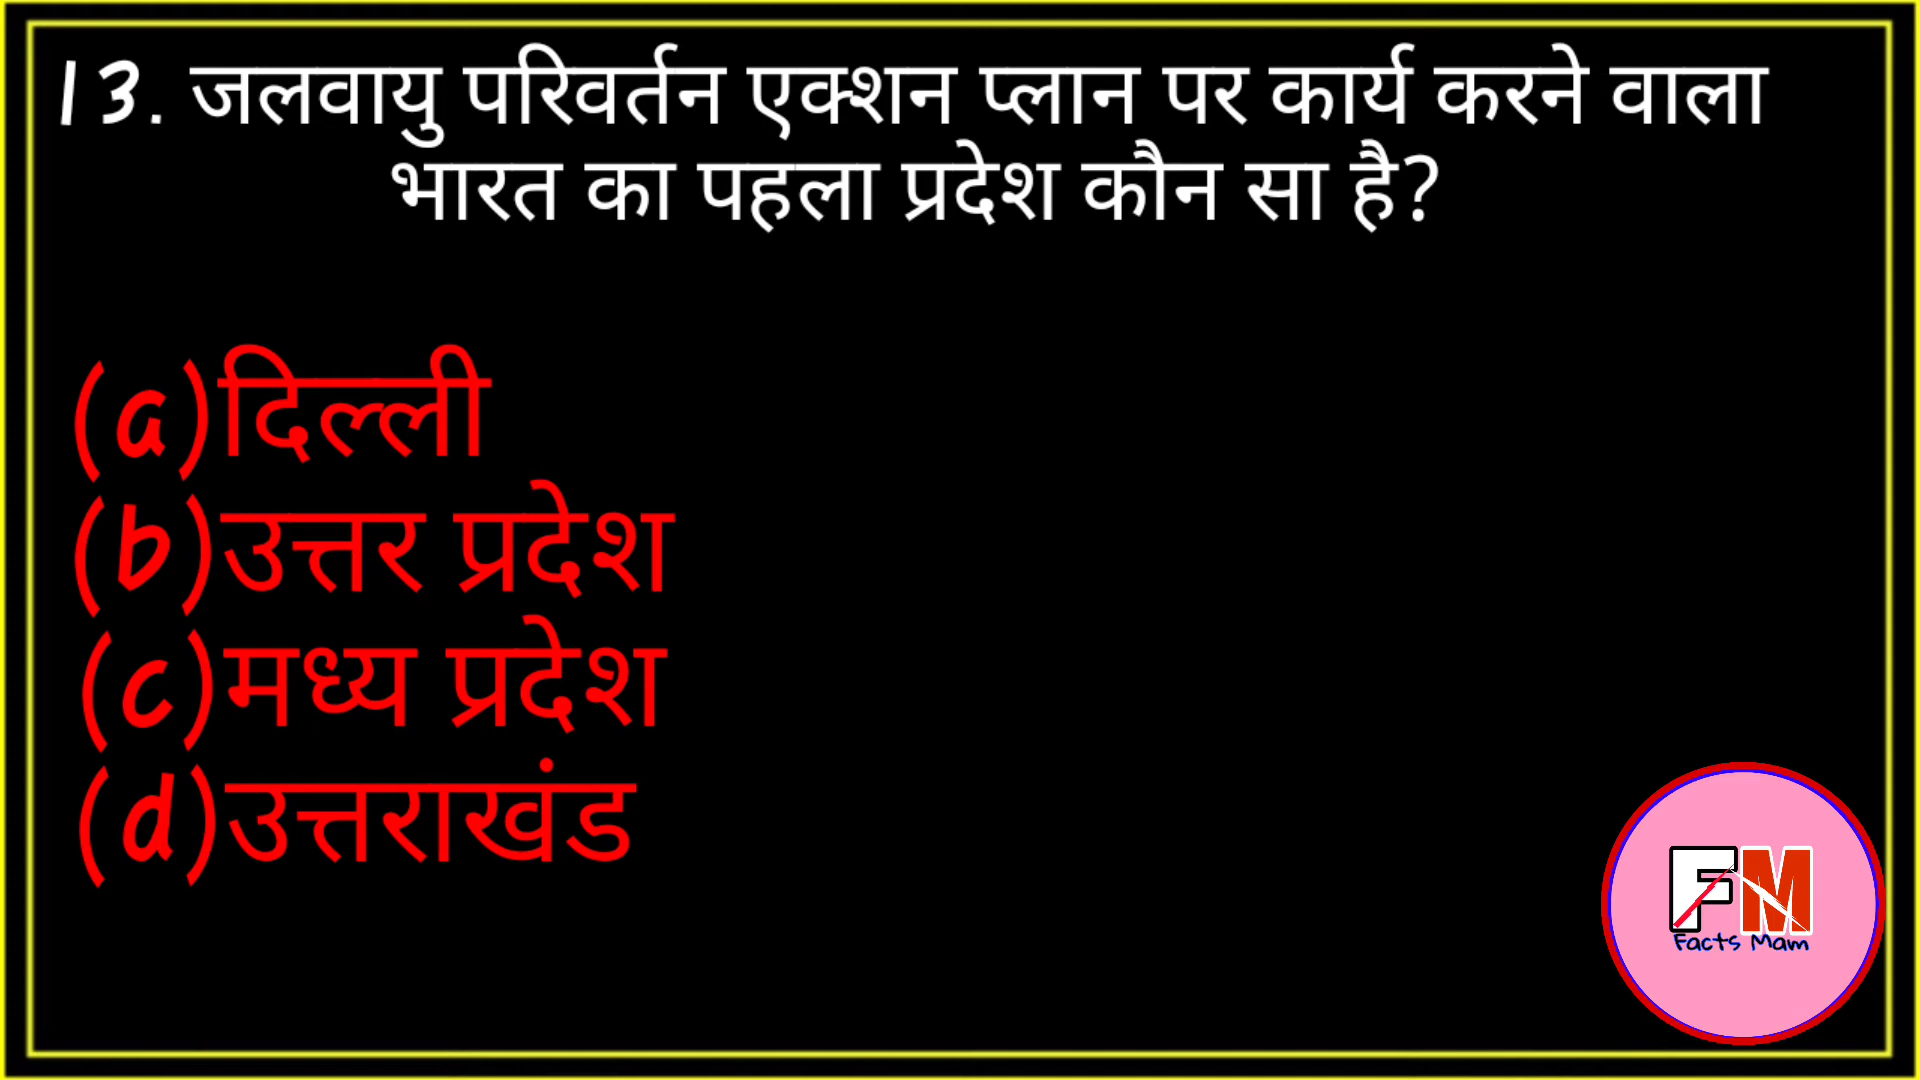 13. जलवायु परिवर्तन एक्शन प्लान पर कार्य करने वाला
भारत का पहला प्रदेश कौन सा है?
(a)दिल्ली
(b)उत्तर प्रदेश
(c)मध्य प्रदेश
(d)उत्तराखंड
FM
Facts Mam